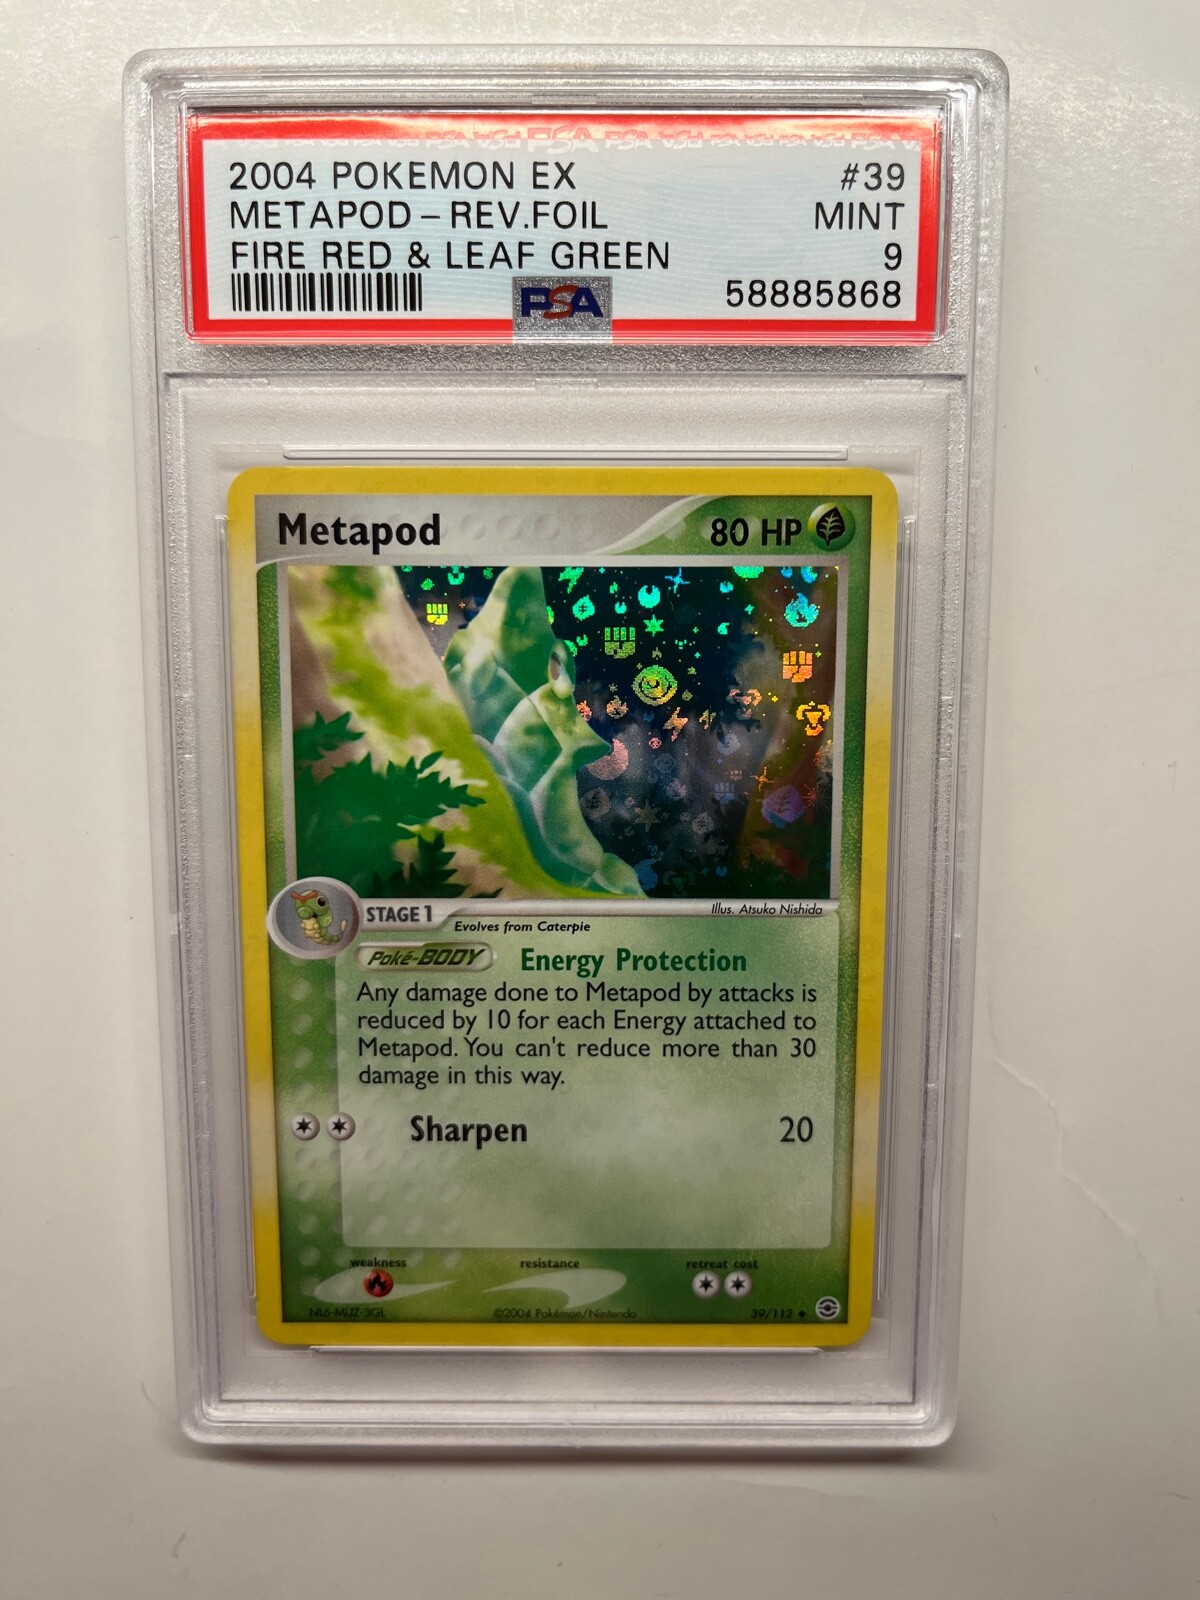 2004 POKEMON EX #39
METAPOD - REV.FOIL MINT
FIRE RED & LEAF GREEN 9
PSA 58885868
Metapod 80 HP
Illus. Atsuko Nishida
STAGE 1
Evolves from Caterpie
Poké-BODY Energy Protection
Any damage done to Metapod by attacks is
reduced by 10 for each Energy attached to
Metapod. You can't reduce more than 30
damage in this way.
Sharpen 20
weakness resistance retreat cost
NL6-MUZ-3GL ©2004 Pokémon/Nintendo 39/112